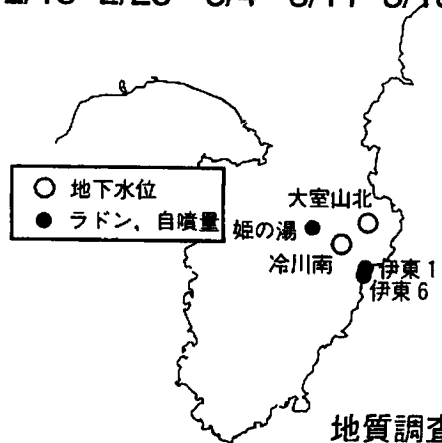 地下水位
ラドン，自噴量
大室山北
姫の湯
冷川南
伊東1
伊東6
地質調査